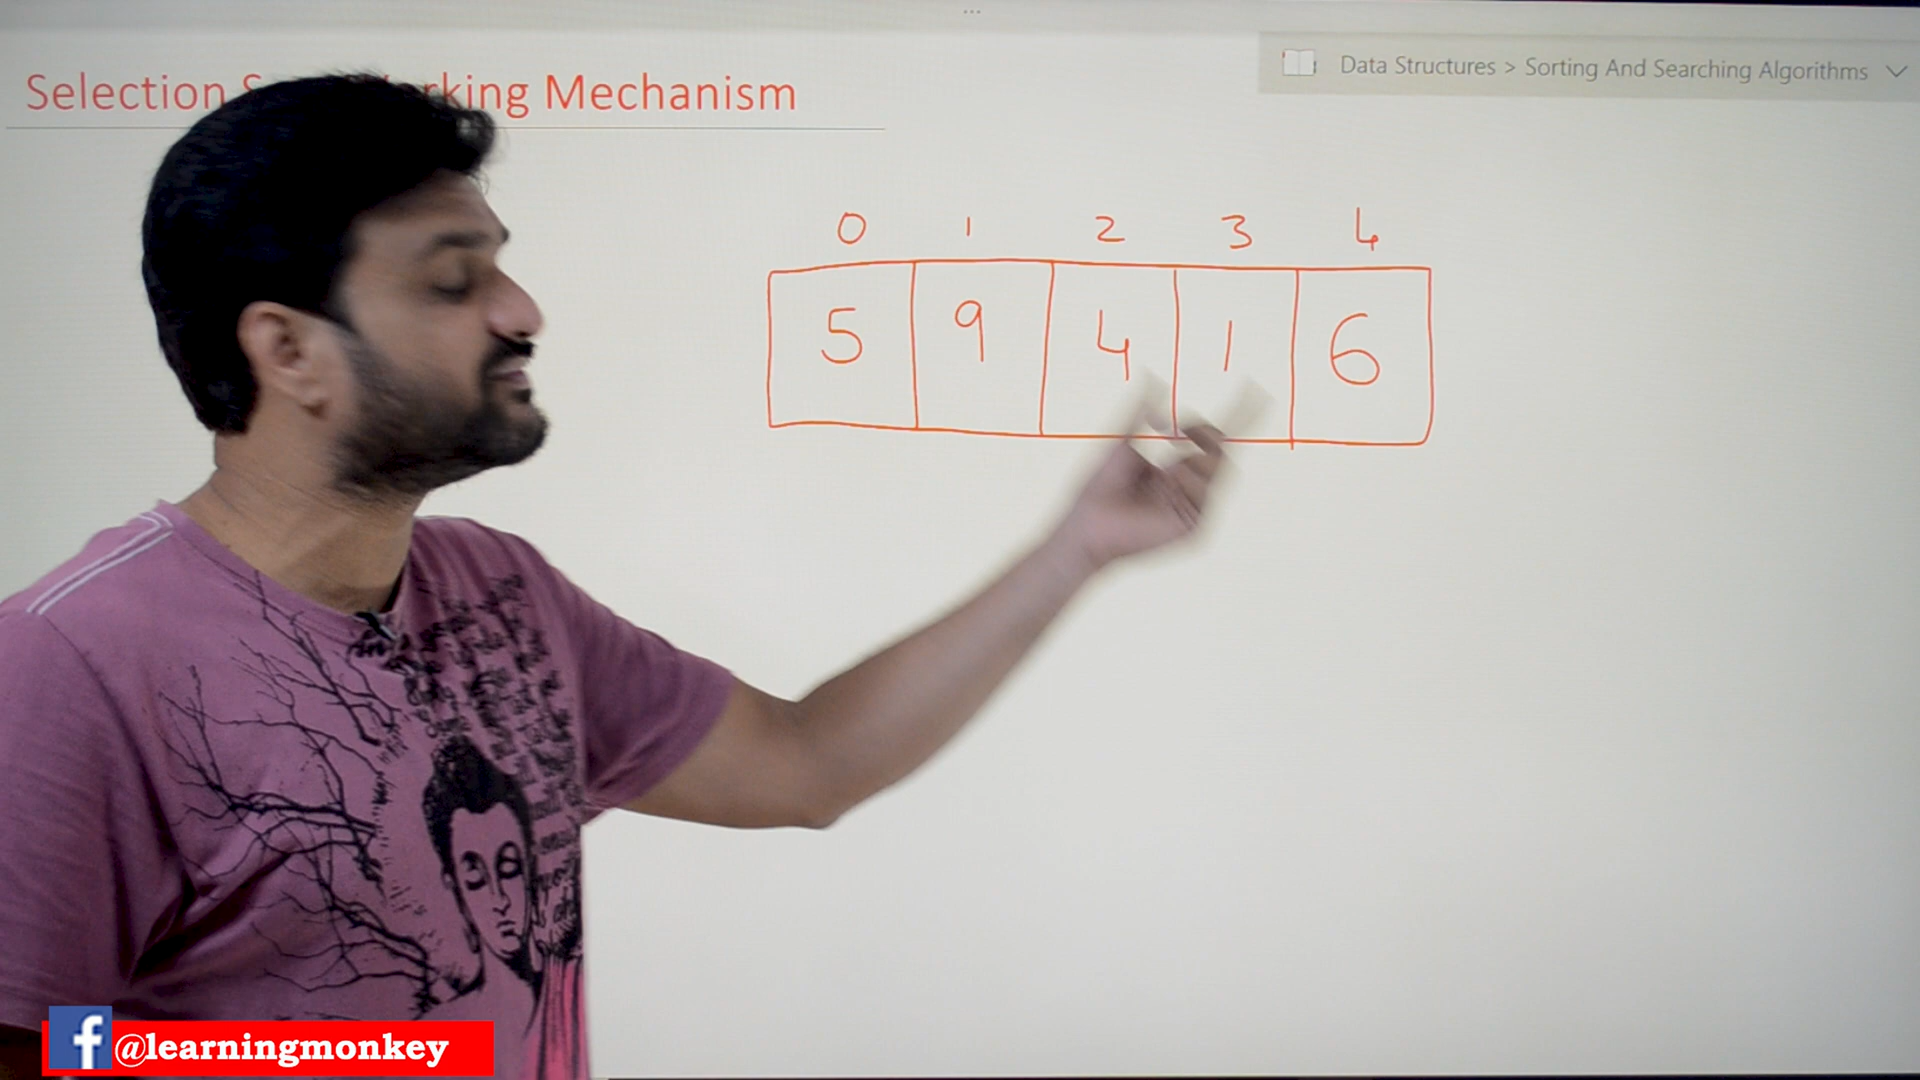 Selection Working Mechanism
Data Structures > Sorting And Searching Algorithms
0 1 2 3 4
5 9 4 1 6
f @learningmonkey